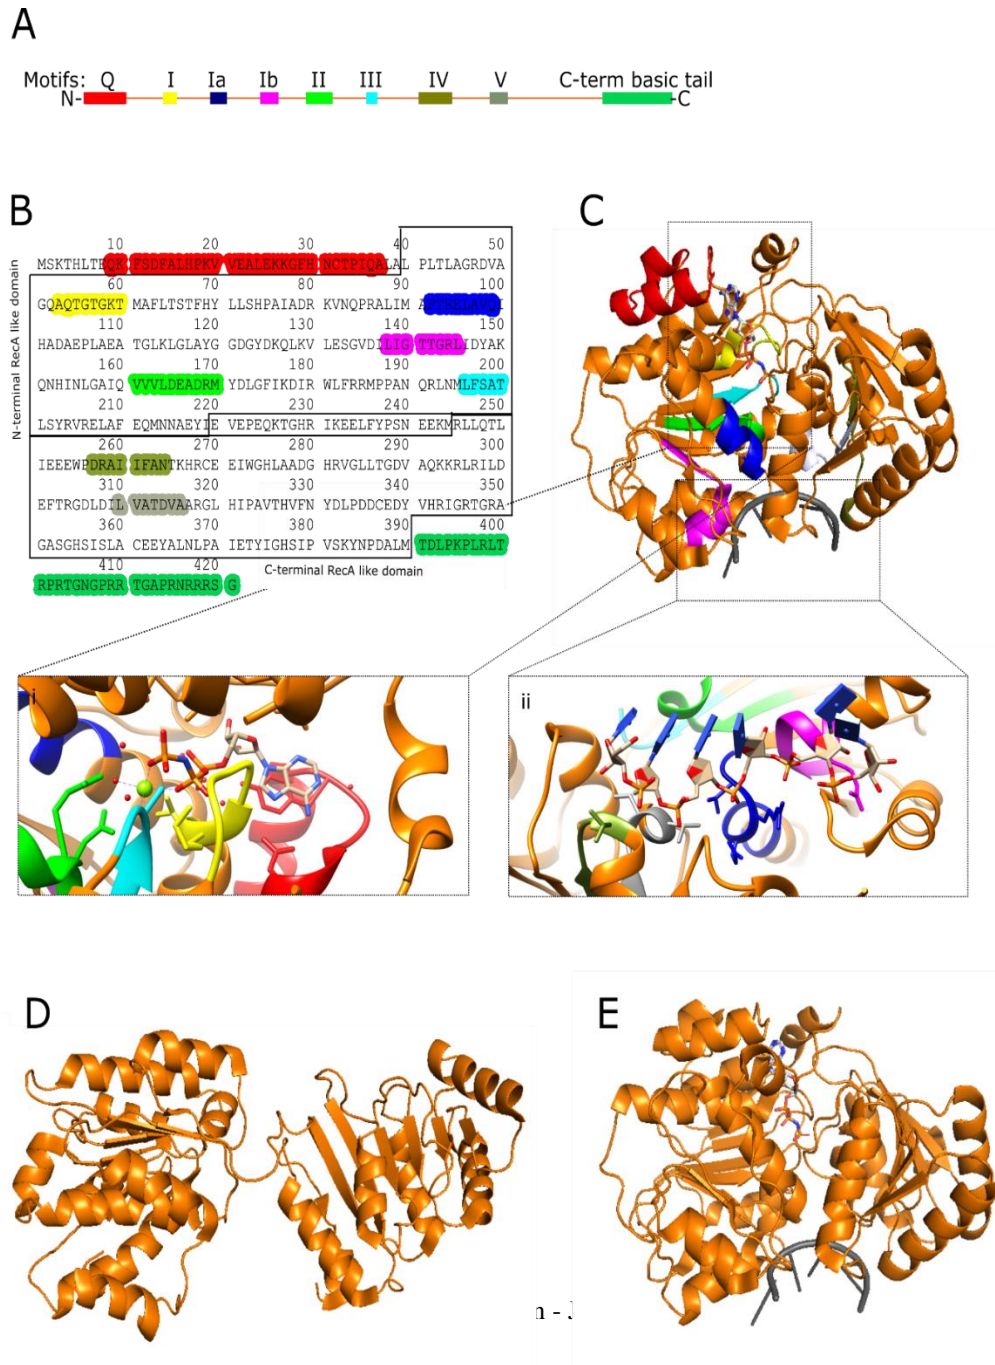 A
Motifs: Q I Ia Ib II III IV V C-term basic tail
N- -C
B
10 20 30 40 50
MSKTHLTEQK FSDFALHPKV VEALEKKGFH NCTPIQALAL PLTLAGRDVA
60 70 80 90 100
GQAQTGTGKT MAFLTSTFHY LLSHPAIADR KVNQPRALIM APTRELAVQI
110 120 130 140 150
HADAEPLAEA TGLKLGLAYG GDGYDKQLKV LESGVDILIG TTGRLIDYAK
160 170 180 190 200
QNHINLGAIQ VVVLDEADRM YDLGFIKDIR WLFRRMPPAN QRLNMLFSAT
210 220 230 240 250
LSYRVRELAF EQMNNAEYIE VEPEQKTGHR IKEELFYPSN EEKMRLLQTL
260 270 280 290 300
IEEEWPDRAI IFANTKHRCE EIWGHLAADG HRVGLLTGDV AQKKRLRILD
310 320 330 340 350
EFTRGDLDIL VATDVAARGL HIPAVTHVFN YDLPDDCEDY VHRIGRTGRA
360 370 380 390 400
GASGHSISLA CEEYALNLPA IETYIGHSIP VSKYNPDALM TDLPKPLRLT
410 420
RPRTGNGPRR TGAPRNRRRS G
N-terminal RecA like domain
C-terminal RecA like domain
C
i
ii
D
E
n - J